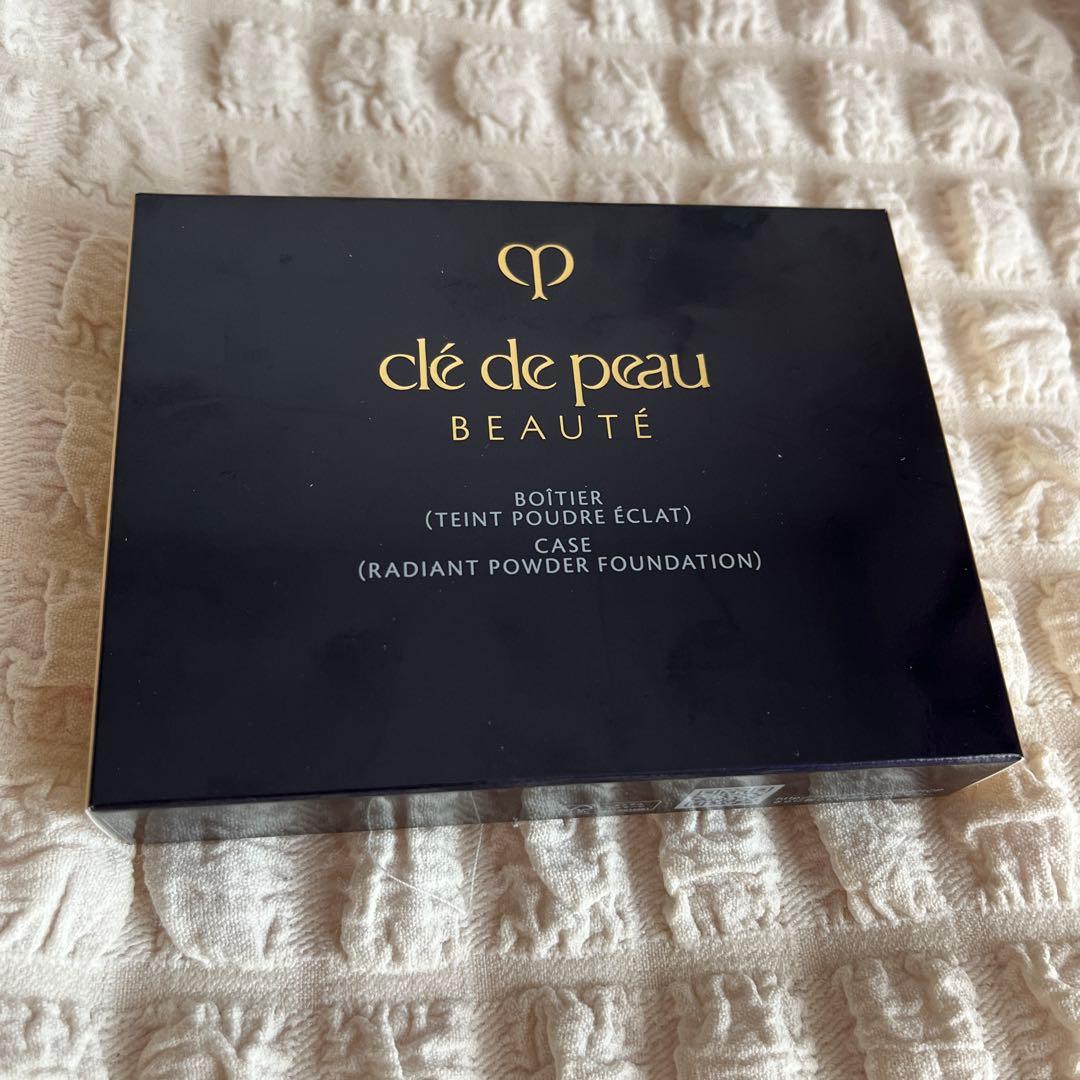 clé de peau
BEAUTÉ
BOÎTIER
(TEINT POUDRE ÉCLAT)
CASE
(RADIANT POWDER FOUNDATION)